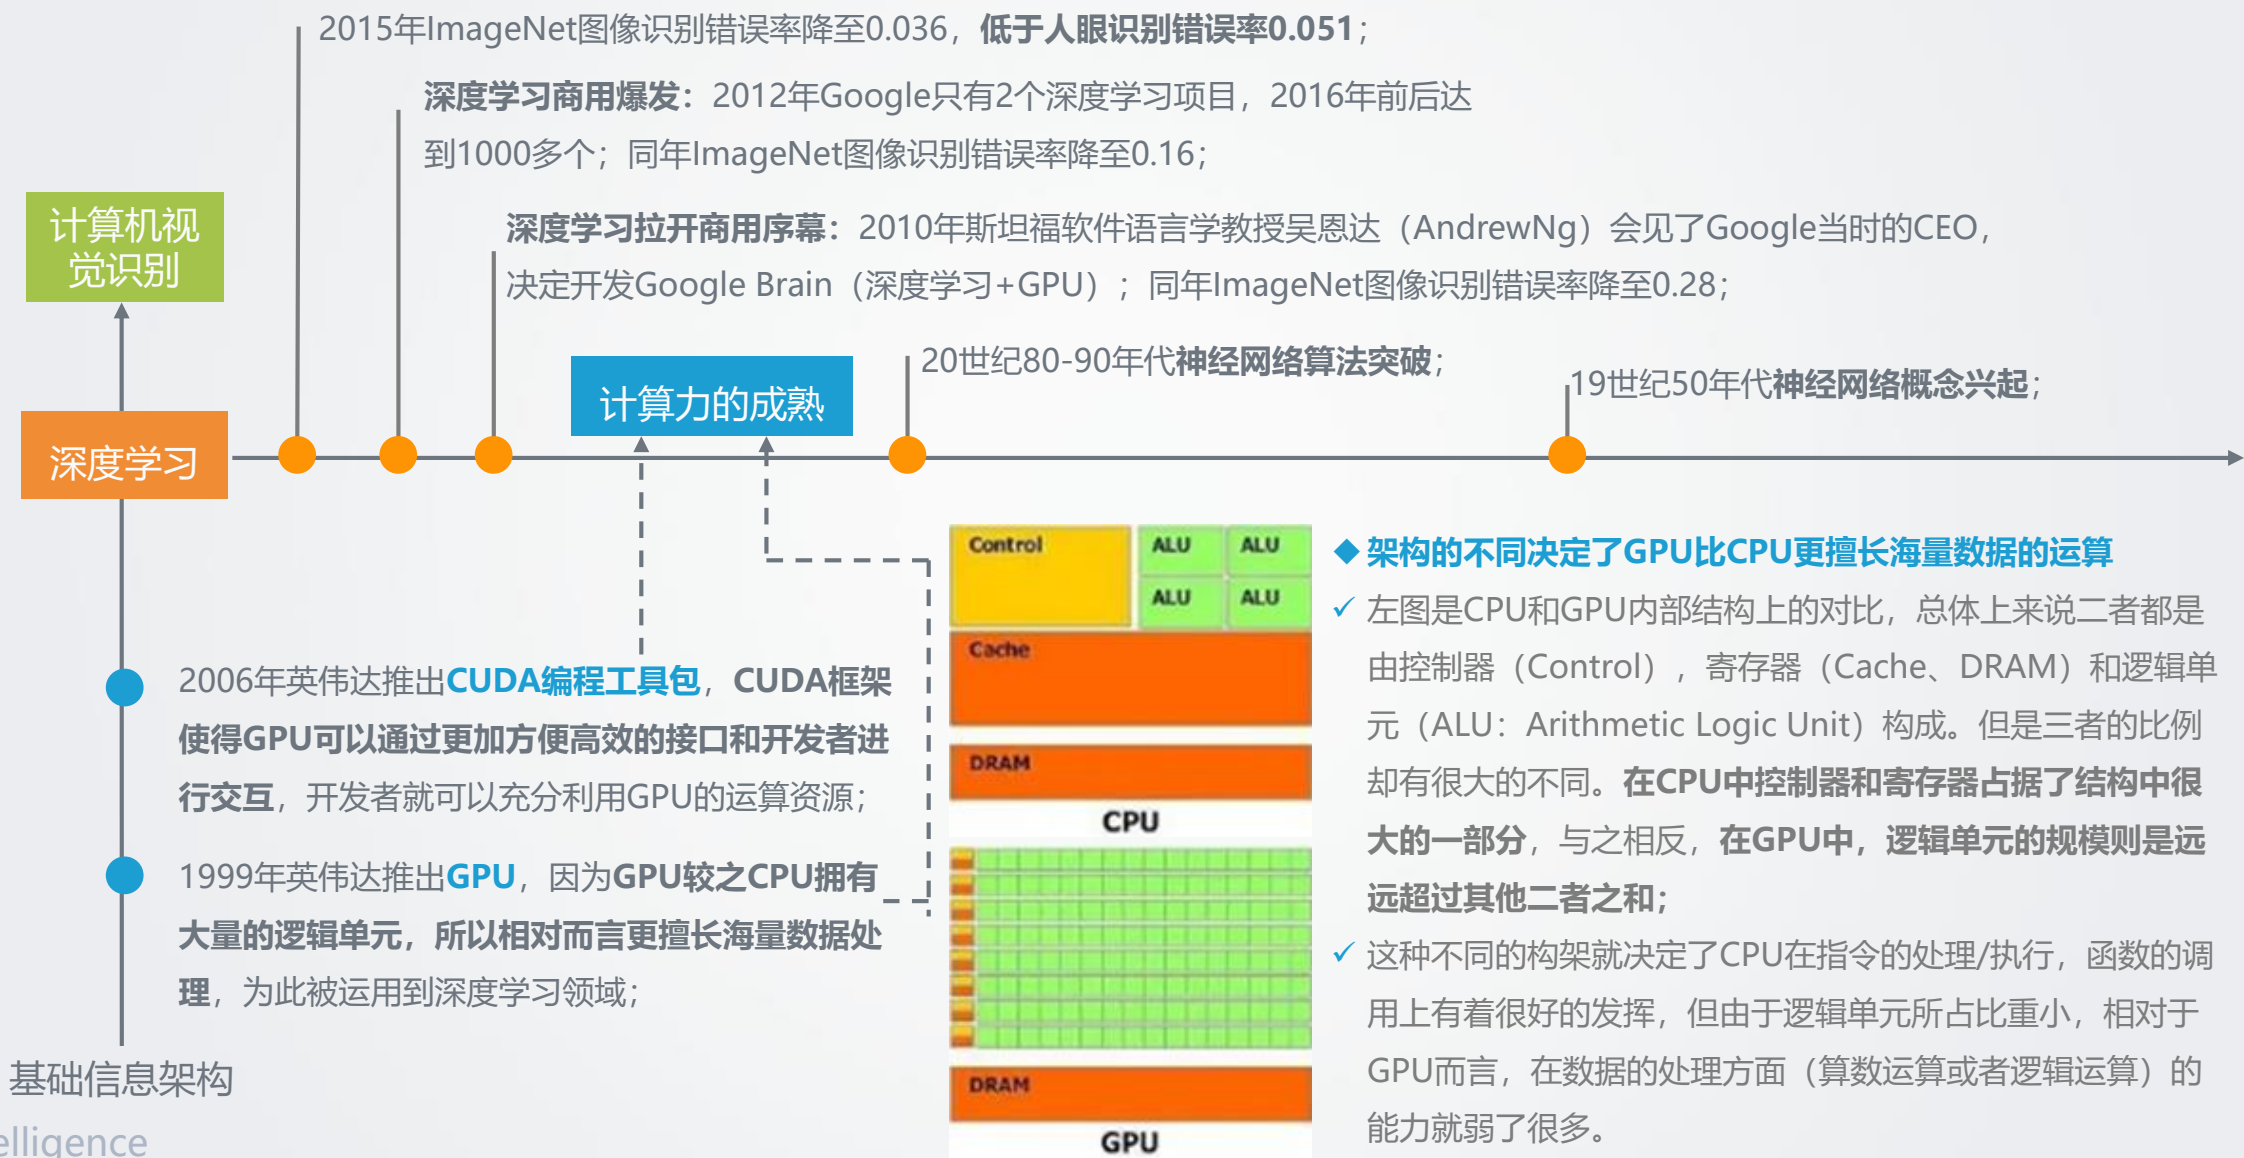 2015年ImageNet图像识别错误率降至0.036，低于人眼识别错误率0.051；
深度学习商用爆发：2012年Google只有2个深度学习项目，2016年前后达
到1000多个；同年ImageNet图像识别错误率降至0.16；
计算机视
觉识别
深度学习拉开商用序幕：2010年斯坦福软件语言学教授吴恩达（AndrewNg）会见了Google当时的CEO，
决定开发Google Brain（深度学习+GPU）；同年ImageNet图像识别错误率降至0.28；
计算力的成熟
20世纪80-90年代神经网络算法突破；
19世纪50年代神经网络概念兴起；
深度学习
2006年英伟达推出CUDA编程工具包，CUDA框架
使得GPU可以通过更加方便高效的接口和开发者进
行交互，开发者就可以充分利用GPU的运算资源；
1999年英伟达推出GPU，因为GPU较之CPU拥有
大量的逻辑单元，所以相对而言更擅长海量数据处
理，为此被运用到深度学习领域；
基础信息架构
elligence
Control
ALU ALU
ALU ALU
Cache
DRAM
CPU
DRAM
GPU
架构的不同决定了GPU比CPU更擅长海量数据的运算
左图是CPU和GPU内部结构上的对比，总体上来说二者都是
由控制器（Control），寄存器（Cache、DRAM）和逻辑单
元（ALU：Arithmetic Logic Unit）构成。但是三者的比例
却有很大的不同。在CPU中控制器和寄存器占据了结构中很
大的一部分，与之相反，在GPU中，逻辑单元的规模则是远
远超过其他二者之和；
这种不同的构架就决定了CPU在指令的处理/执行，函数的调
用上有着很好的发挥，但由于逻辑单元所占比重小，相对于
GPU而言，在数据的处理方面（算数运算或者逻辑运算）的
能力就弱了很多。